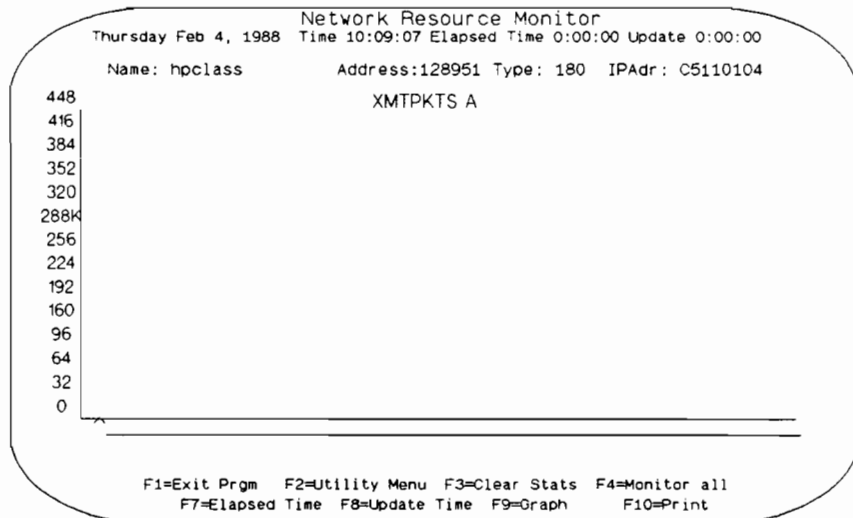 Network Resource Monitor
Thursday Feb 4, 1988 Time 10:09:07 Elapsed Time 0:00:00 Update 0:00:00
Name: hpclass Address:128951 Type: 180 IPAdr: C5110104
XMTPKTS A
448
416
384
352
320
288K
256
224
192
160
96
64
32
0
F1=Exit Prgm F2=Utility Menu F3=Clear Stats F4=Monitor all
F7=Elapsed Time F8=Update Time F9=Graph F10=Print